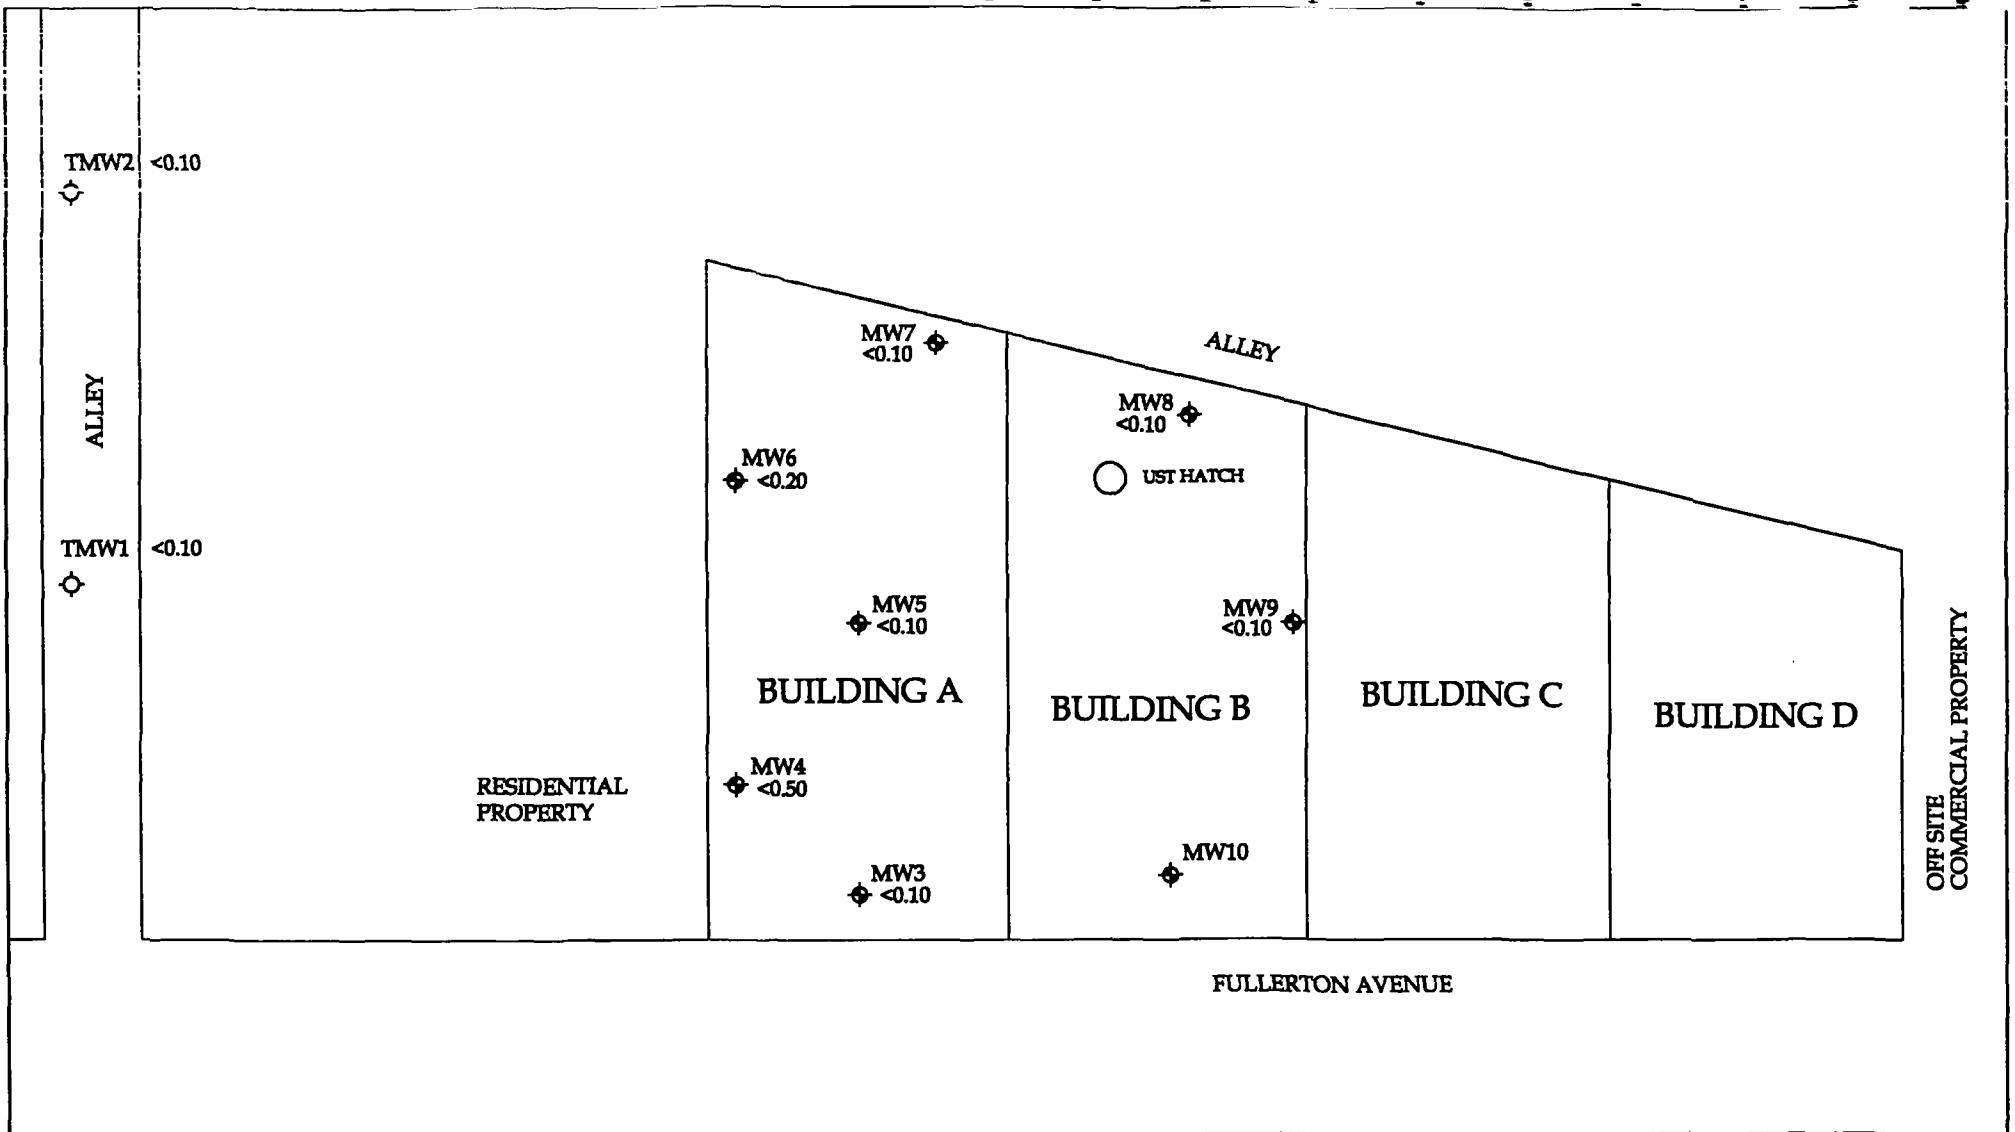 TMW2 <0.10
MW7
<0.10
ALLEY
MW8
<0.10
ALLEY
MW6
<0.20
UST HATCH
TMW1 <0.10
MW5
<0.10
MW9
<0.10
BUILDING A
BUILDING B
BUILDING C
BUILDING D
RESIDENTIAL
PROPERTY
MW4
<0.50
MW3
<0.10
MW10
OFF SITE
COMMERCIAL PROPERTY
FULLERTON AVENUE